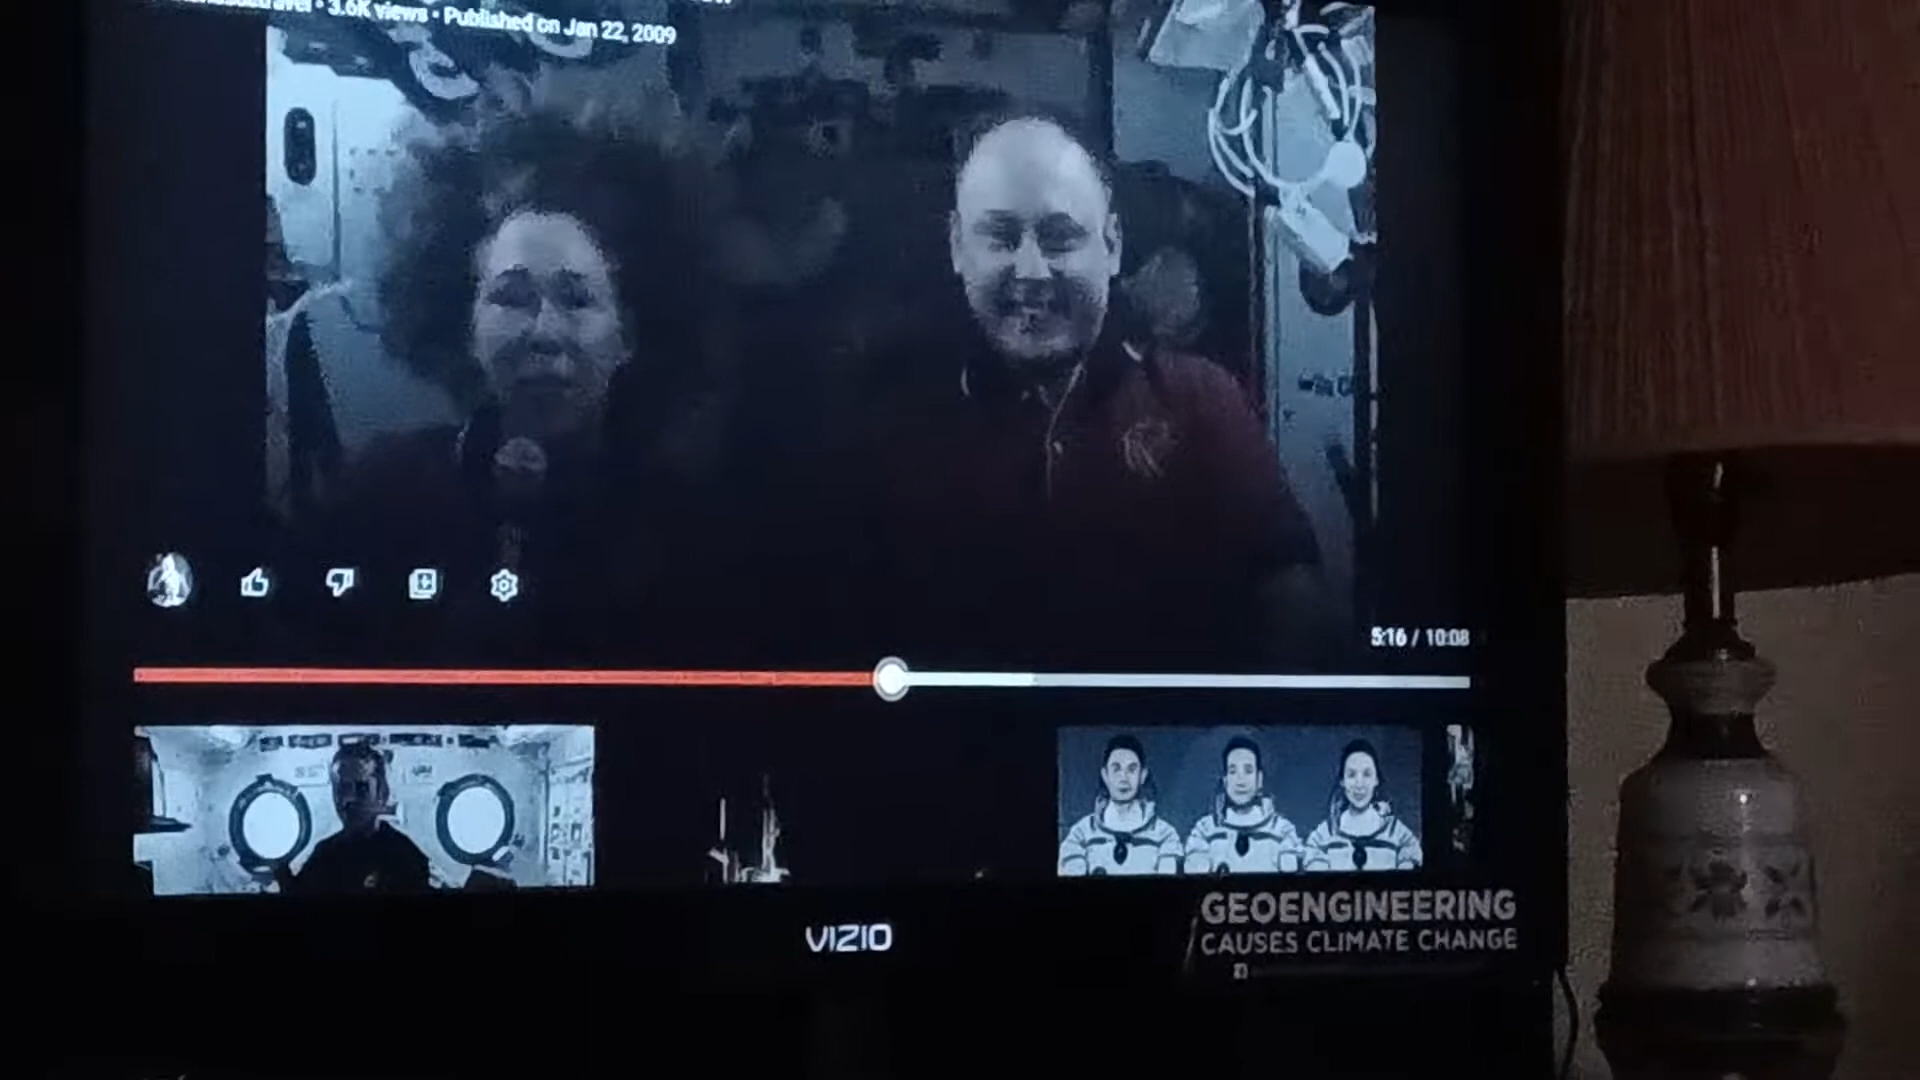 3.6K views • Published on Jan 22, 2009
5:16 / 10:08
VIZIO
GEOENGINEERING
CAUSES CLIMATE CHANGE